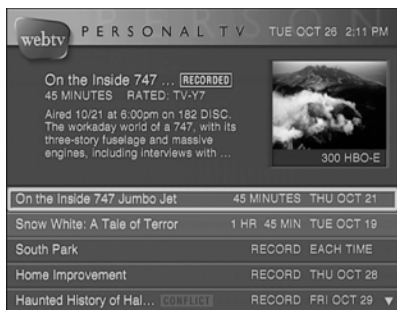 webtv PERSONAL TV TUE OCT 26 2:11 PM
On the Inside 747 ... RECORDED
45 MINUTES RATED: TV-Y7
Aired 10/21 at 6:00pm on 182 DISC.
The workaday world of a 747, with its
three-story fuselage and massive
engines, including interviews with ...
300 HBO-E
On the Inside 747 Jumbo Jet 45 MINUTES THU OCT 21
Snow White: A Tale of Terror 1 HR 45 MIN TUE OCT 19
South Park RECORD EACH TIME
Home Improvement RECORD THU OCT 28
Haunted History of Hal... CONFLICT RECORD FRI OCT 29